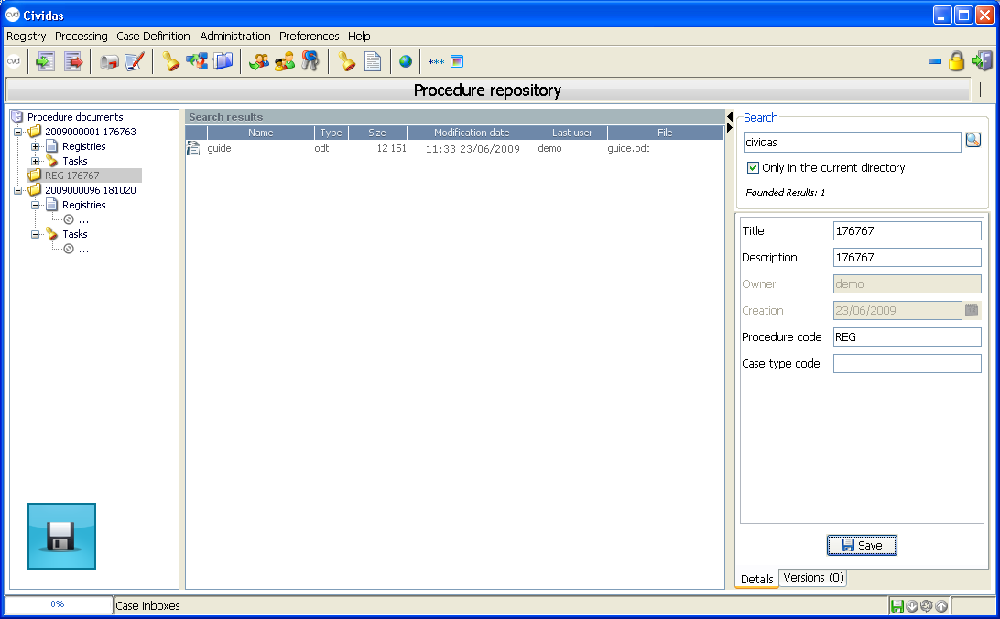 cvd Cividas
Registry Processing Case Definition Administration Preferences Help
cvd ***
Procedure repository
Procedure documents
2009000001 176763
Registries
Tasks
REG 176767
2009000096 181020
Registries
...
Tasks
...
Search results
Name Type Size Modification date Last user File
guide odt 12 151 11:33 23/06/2009 demo guide.odt
Search
cividas
Only in the current directory
Founded Results: 1
Title 176767
Description 176767
Owner demo
Creation 23/06/2009
Procedure code REG
Case type code
Save
Details Versions (0)
0% Case inboxes